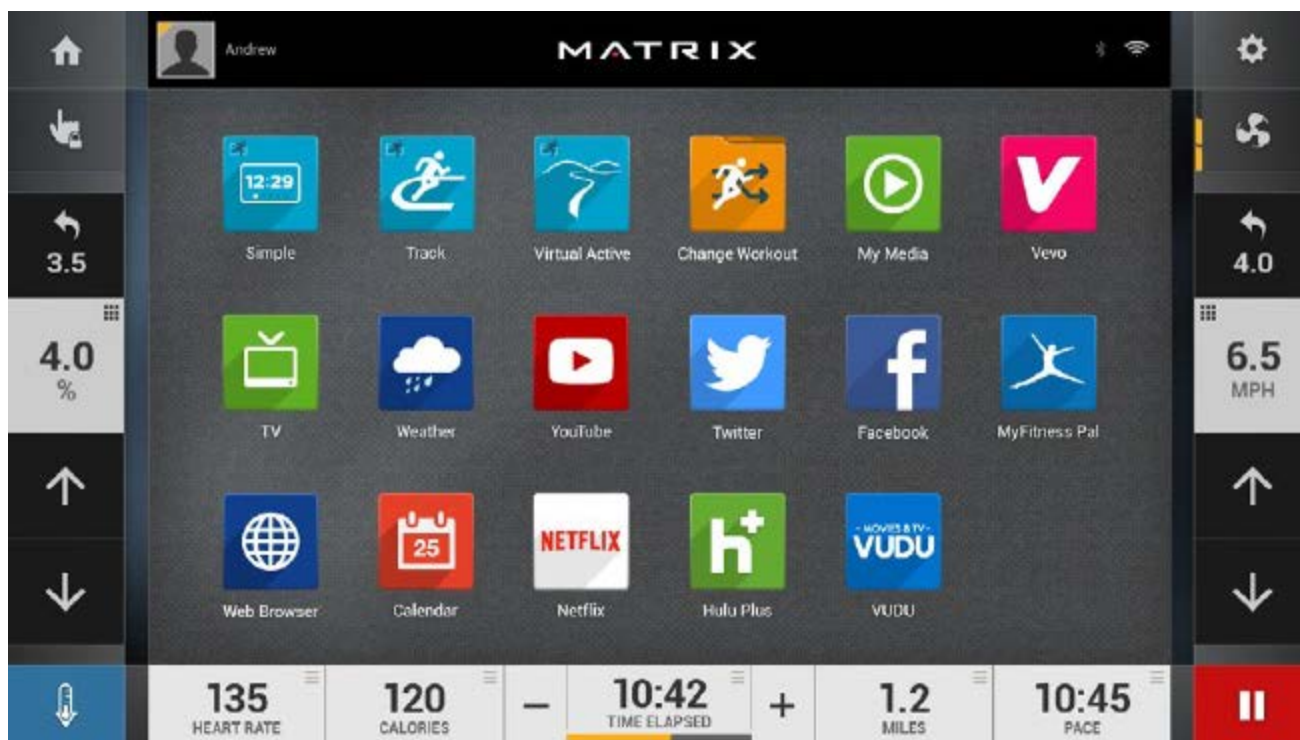 Andrew
MATRIX
3.5
4.0
%
4.0
6.5
MPH
12:29
Simple
Track
Virtual Active
Change Workout
My Media
V
Vevo
TV
Weather
YouTube
Twitter
f
Facebook
MyFitness Pal
Web Browser
25
Calendar
NETFLIX
Netflix
h+
Hulu Plus
- MOVIES & TV -
VUDU
VUDU
135
HEART RATE
120
CALORIES
−
10:42
TIME ELAPSED
+
1.2
MILES
10:45
PACE